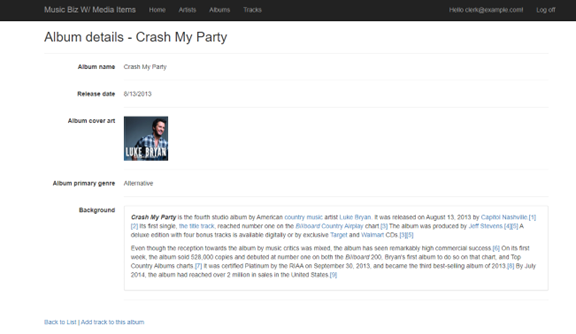 Music Biz W/ Media Items Home Artists Albums Tracks Hello clerk@example.com! Log off
Album details - Crash My Party
Album name Crash My Party
Release date 8/13/2013
Album cover art
LUKE BRYAN
Album primary genre Alternative
Background
Crash My Party is the fourth studio album by American country music artist Luke Bryan. It was released on August 13, 2013 by Capitol Nashville.[1]
[2] Its first single, the title track, reached number one on the Billboard Country Airplay chart.[3] The album was produced by Jeff Stevens.[4][5] A
deluxe edition with four bonus tracks is available digitally or by exclusive Target and Walmart CDs.[3][5]
Even though the reception towards the album by music critics was mixed, the album has seen remarkably high commercial success.[6] On its first
week, the album sold 528,000 copies and debuted at number one on both the Billboard 200, Bryan's first album to do so on that chart, and Top
Country Albums charts.[7] It was certified Platinum by the RIAA on September 30, 2013, and became the third best-selling album of 2013.[8] By July
2014, the album had reached over 2 million in sales in the United States.[9]
Back to List | Add track to this album